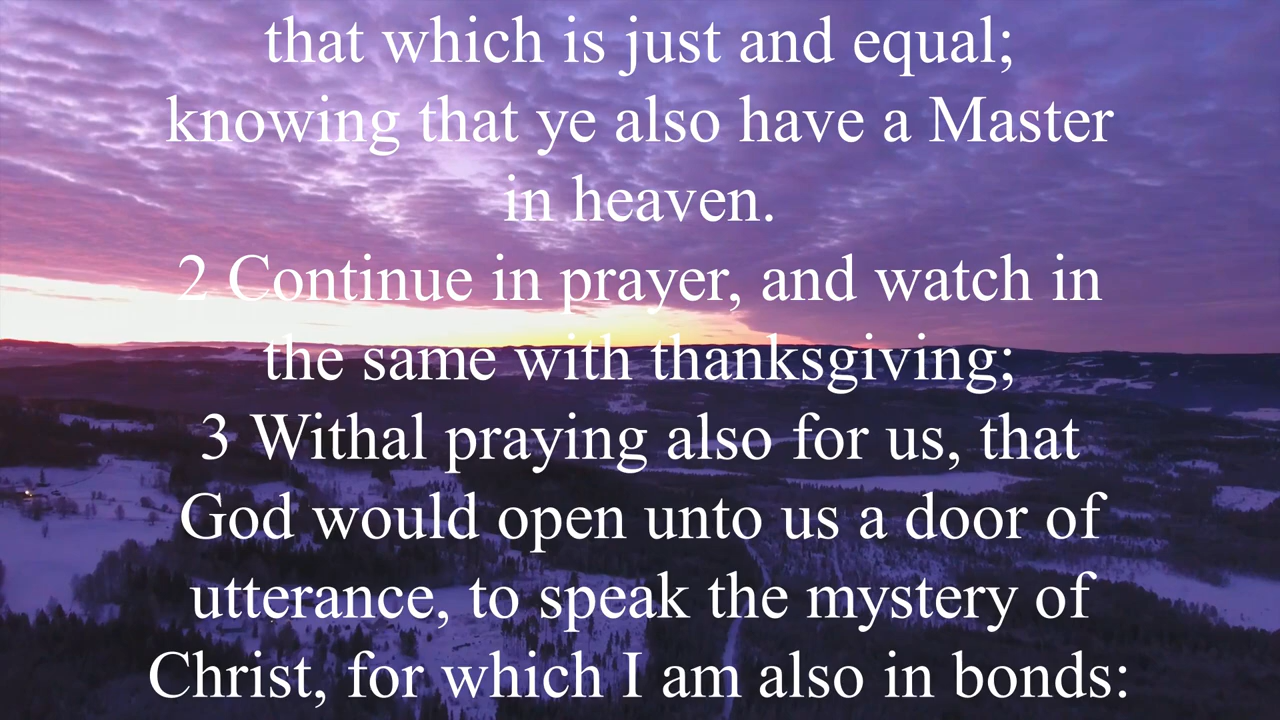 that which is just and equal;
knowing that ye also have a Master
in heaven.
2 Continue in prayer, and watch in
the same with thanksgiving;
3 Withal praying also for us, that
God would open unto us a door of
utterance, to speak the mystery of
Christ, for which I am also in bonds: